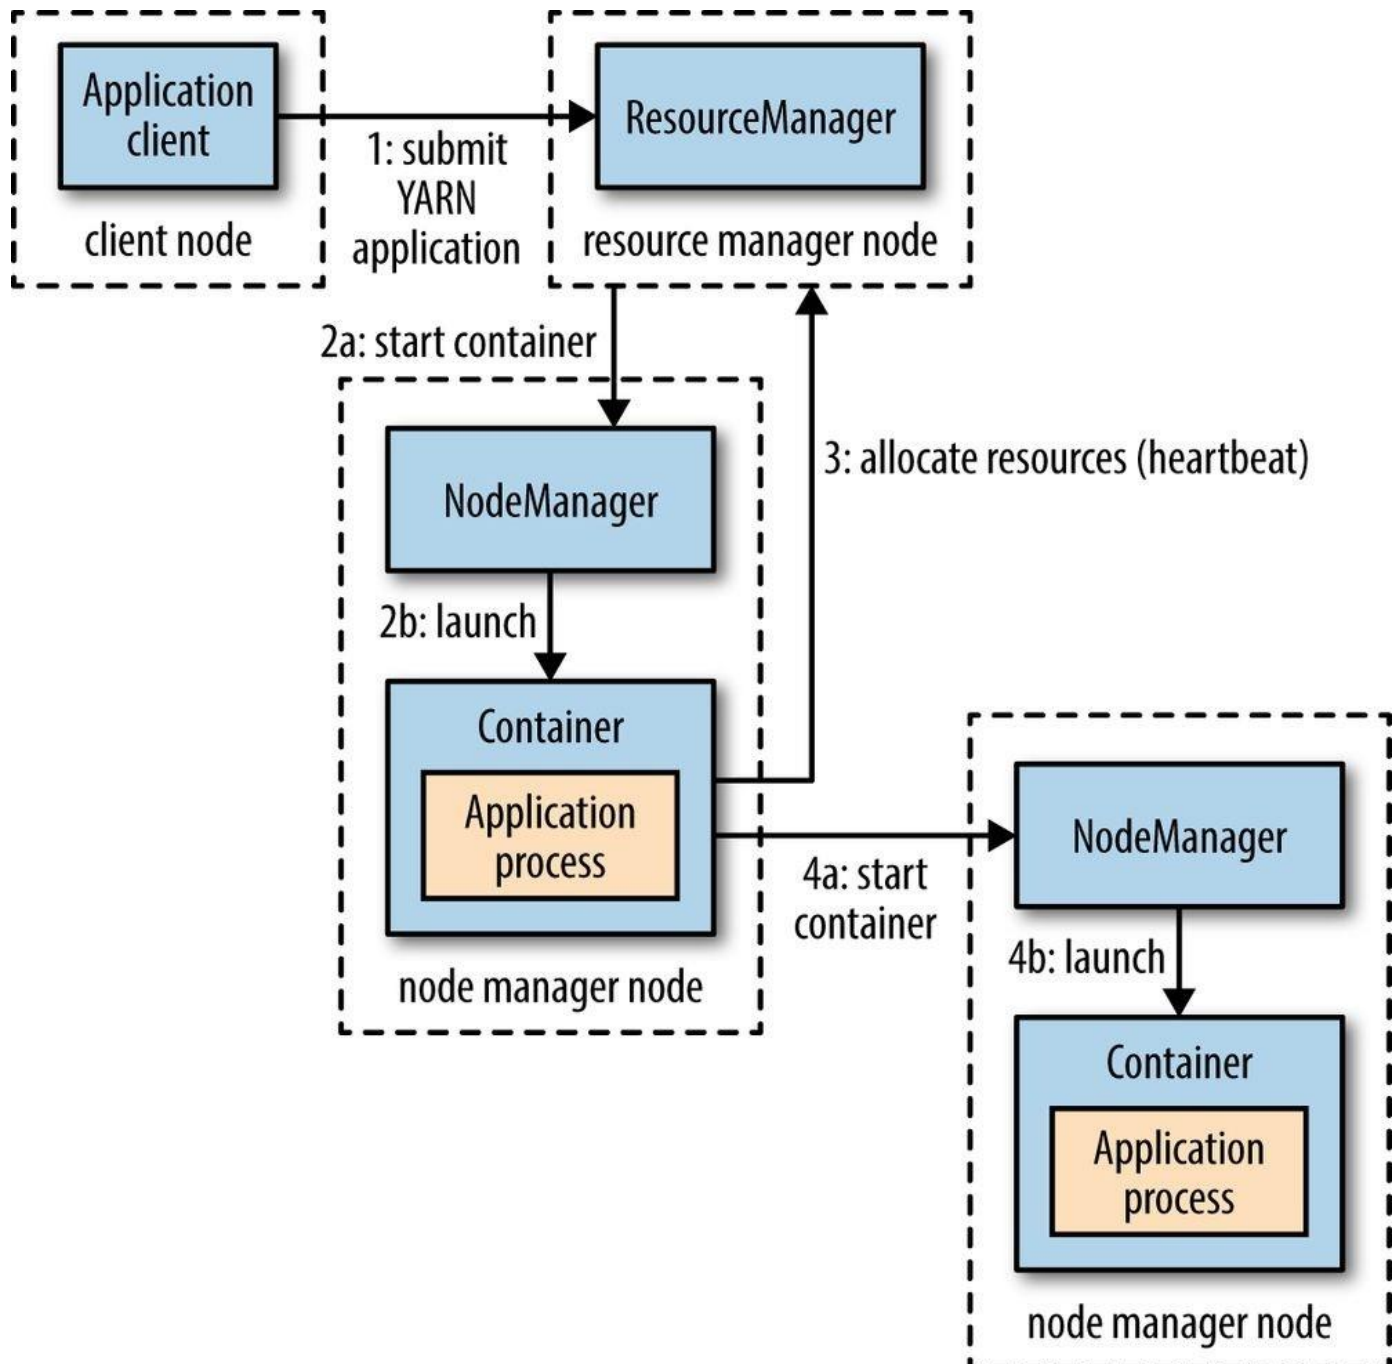 Application
client
client node
1: submit
YARN
application
ResourceManager
resource manager node
2a: start container
NodeManager
2b: launch
Container
Application
process
node manager node
3: allocate resources (heartbeat)
4a: start
container
NodeManager
4b: launch
Container
Application
process
node manager node